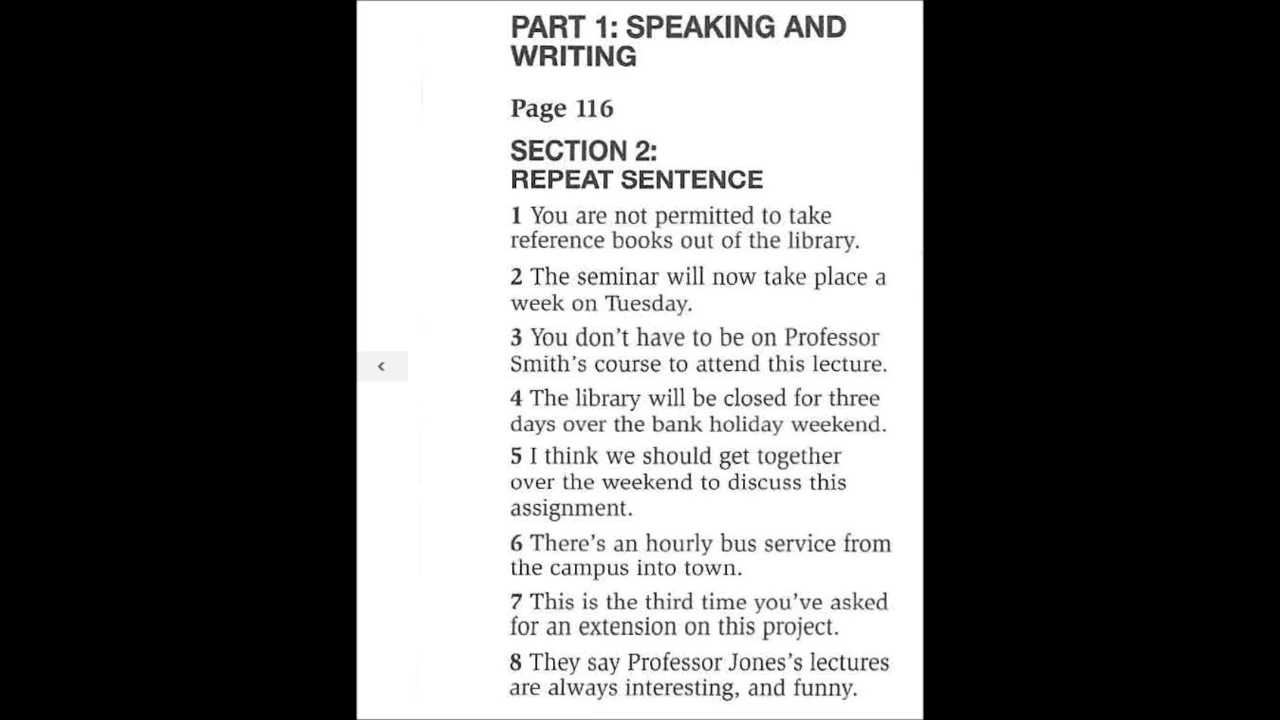 PART 1: SPEAKING AND
WRITING
Page 116
SECTION 2:
REPEAT SENTENCE
1 You are not permitted to take
reference books out of the library.
2 The seminar will now take place a
week on Tuesday.
3 You don't have to be on Professor
Smith's course to attend this lecture.
4 The library will be closed for three
days over the bank holiday weekend.
5 I think we should get together
over the weekend to discuss this
assignment.
6 There's an hourly bus service from
the campus into town.
7 This is the third time you've asked
for an extension on this project.
8 They say Professor Jones's lectures
are always interesting, and funny.